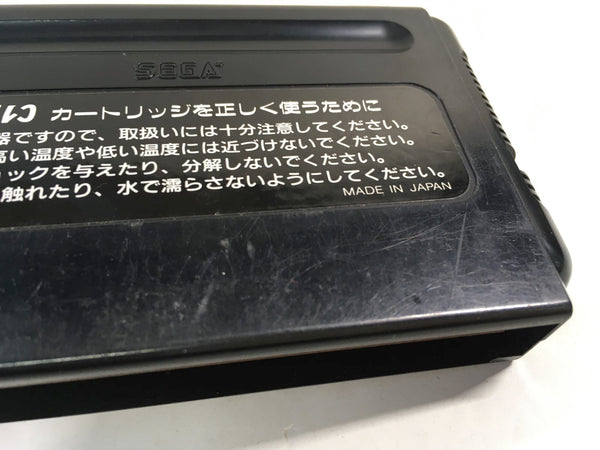 SEGA
カートリッジを正しく使うために
器ですので、取扱いには十分注意してください。
高い温度や低い温度には近づけないでください。
ョックを与えたり、分解しないでください。
触れたり、水で濡らさないようにしてください。
MADE IN JAPAN